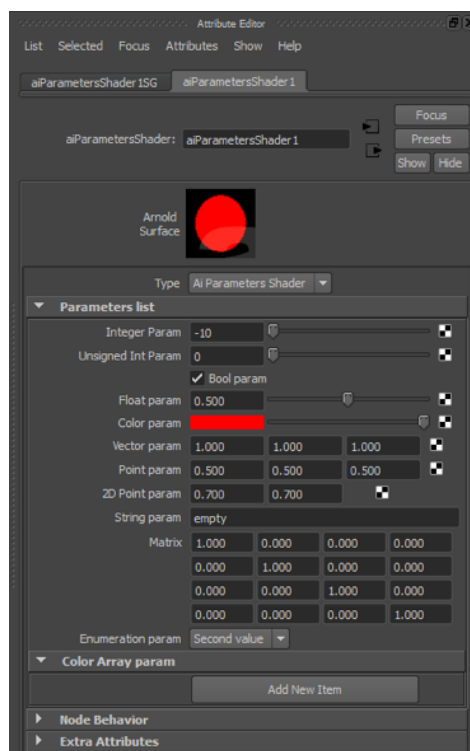 Attribute Editor
List Selected Focus Attributes Show Help
aiParametersShader1SG aiParametersShader1
Focus
aiParametersShader: aiParametersShader1
Presets
Show Hide
Arnold
Surface
Type Ai Parameters Shader
Parameters list
Integer Param -10
Unsigned Int Param 0
Bool param
Float param 0.500
Color param
Vector param 1.000 1.000 1.000
Point param 0.500 0.500 0.500
2D Point param 0.700 0.700
String param empty
Matrix 1.000 0.000 0.000 0.000
0.000 1.000 0.000 0.000
0.000 0.000 1.000 0.000
0.000 0.000 0.000 1.000
Enumeration param Second value
Color Array param
Add New Item
Node Behavior
Extra Attributes